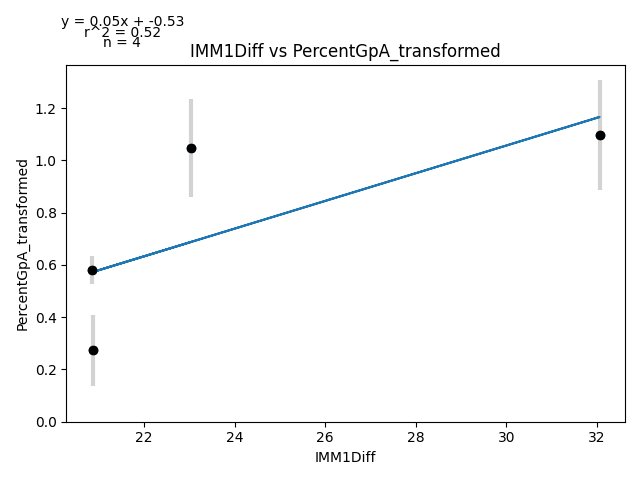 y = 0.05x + -0.53
r^2 = 0.52
n = 4
IMM1Diff vs PercentGpA_transformed
PercentGpA_transformed
1.2
1.0
0.8
0.6
0.4
0.2
0.0
22 24 26 28 30 32
IMM1Diff